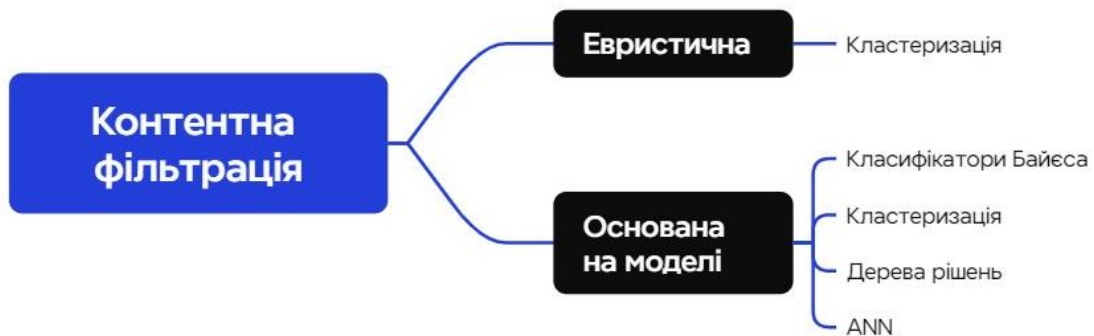 Контентна
фільтрація
Евристична
Кластеризація
Основана
на моделі
Класифікатори Байєса
Кластеризація
Дерева рішень
ANN